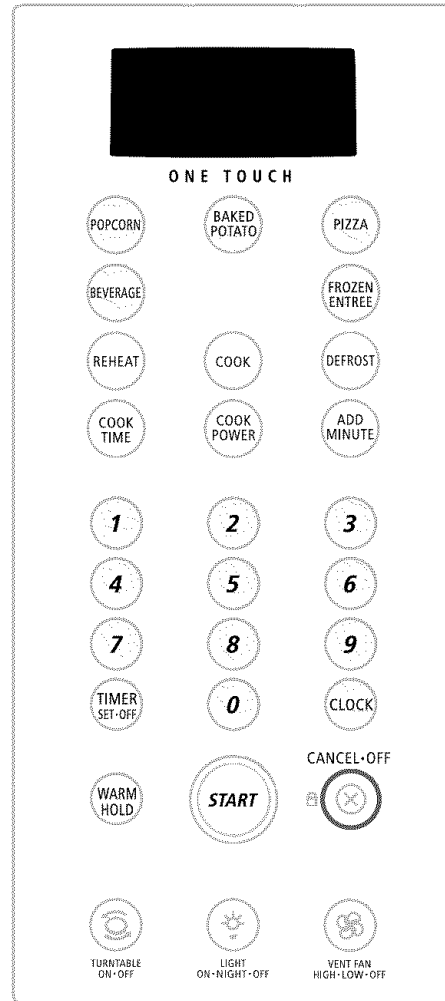 ONE TOUCH
POPCORN
BAKED
POTATO
PIZZA
BEVERAGE
FROZEN
ENTREE
REHEAT
COOK
DEFROST
COOK
TIME
COOK
POWER
ADD
MINUTE
1
2
3
4
5
6
7
8
9
TIMER
SET•OFF
0
CLOCK
CANCEL•OFF
WARM
HOLD
START
TURNTABLE
ON•OFF
LIGHT
ON•NIGHT•OFF
VENT FAN
HIGH•LOW•OFF